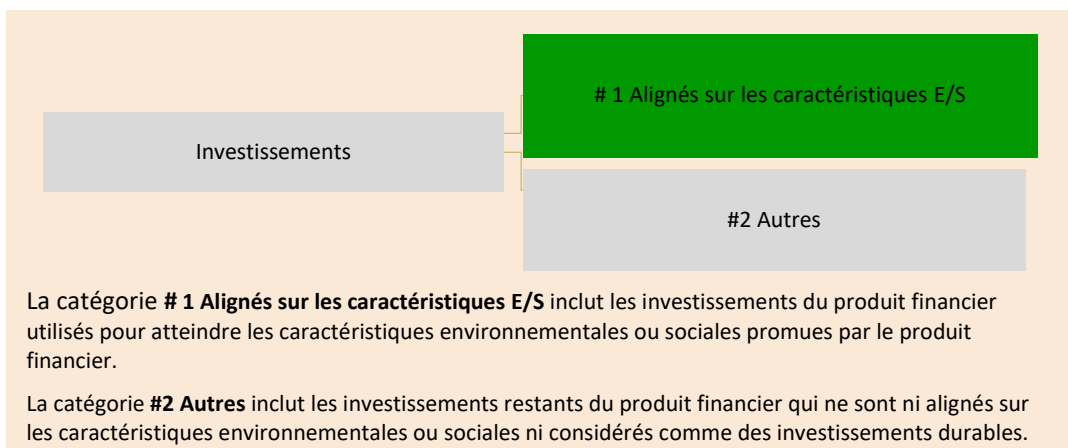 # 1 Alignés sur les caractéristiques E/S
Investissements
#2 Autres
La catégorie # 1 Alignés sur les caractéristiques E/S inclut les investissements du produit financier
utilisés pour atteindre les caractéristiques environnementales ou sociales promues par le produit
financier.
La catégorie #2 Autres inclut les investissements restants du produit financier qui ne sont ni alignés sur
les caractéristiques environnementales ou sociales ni considérés comme des investissements durables.